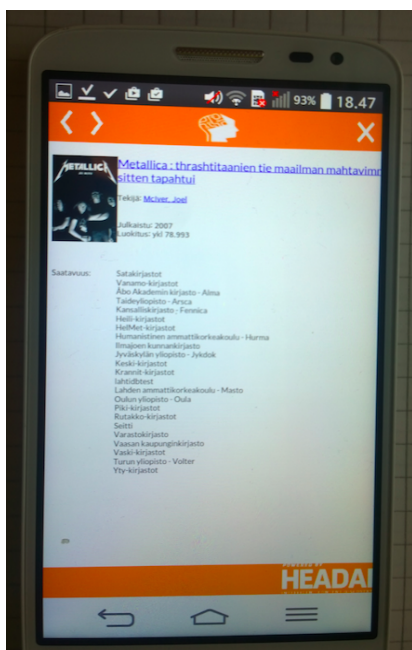 93% 18.47
METALLICA
Metallica : thrashtitaanien tie maailman mahtavimm
sitten tapahtui
Tekijä: McIver, Joel
Julkaistu: 2007
Luokitus: ykl 78.993
Saatavuus: Satakirjastot
Vanamo-kirjastot
Åbo Akademin kirjasto - Alma
Taideyliopisto - Arsca
Kansalliskirjasto - Fennica
Heili-kirjastot
HelMet-kirjastot
Humanistinen ammattikorkeakoulu - Hurma
Ilmajoen kunnankirjasto
Jyväskylän yliopisto - Jykdok
Keski-kirjastot
Krannit-kirjastot
lahtidbtest
Lahden ammattikorkeakoulu - Masto
Oulun yliopisto - Oula
Piki-kirjastot
Rutakko-kirjastot
Seitti
Varastokirjasto
Vaasan kaupunginkirjasto
Vaski-kirjastot
Turun yliopisto - Volter
Yty-kirjastot
HEADAI